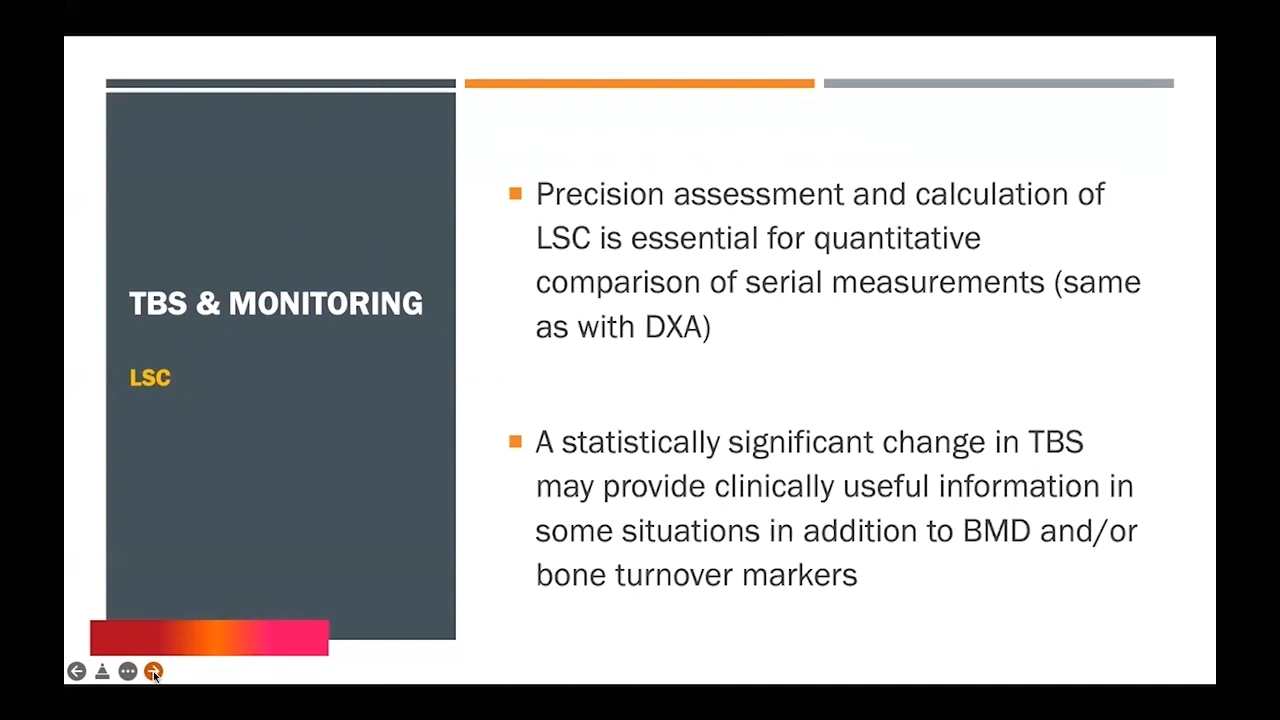 TBS & MONITORING
LSC
Precision assessment and calculation of
LSC is essential for quantitative
comparison of serial measurements (same
as with DXA)
A statistically significant change in TBS
may provide clinically useful information in
some situations in addition to BMD and/or
bone turnover markers